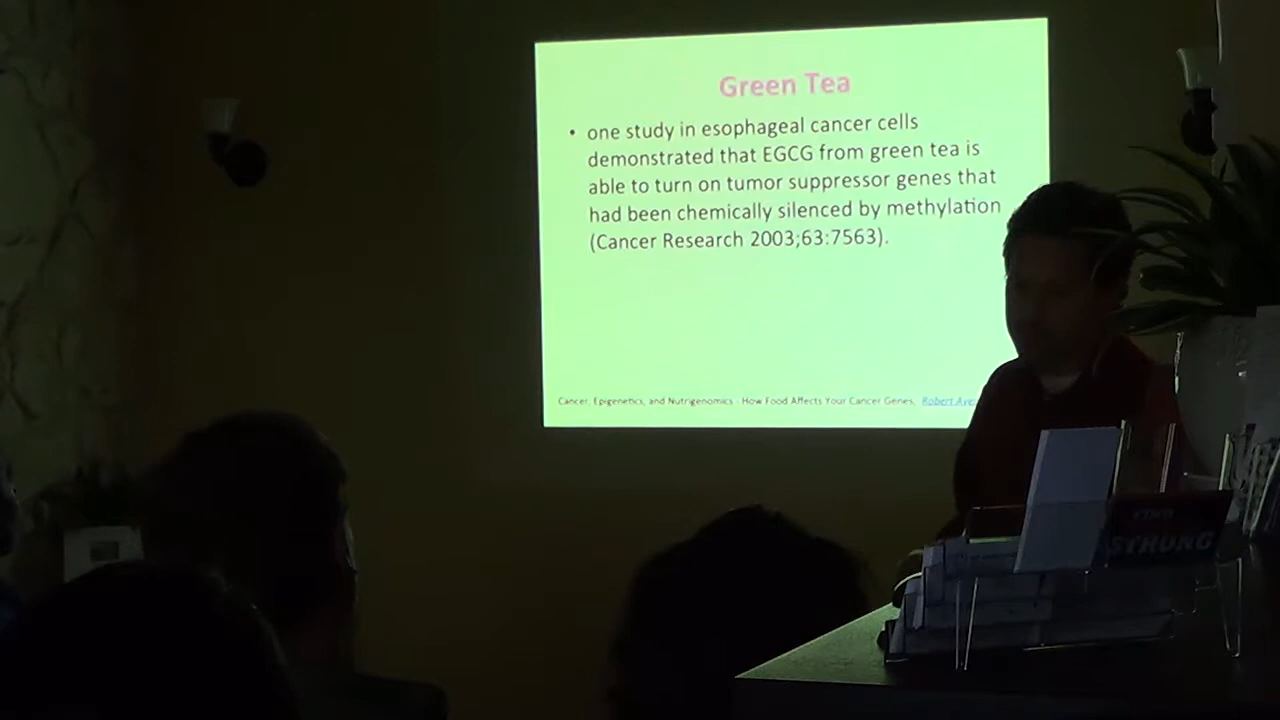 Green Tea
• one study in esophageal cancer cells
demonstrated that EGCG from green tea is
able to turn on tumor suppressor genes that
had been chemically silenced by methylation
(Cancer Research 2003;63:7563).
Cancer, Epigenetics, and Nutrigenomics - How Food Affects Your Cancer Genes, Robert
STRONG